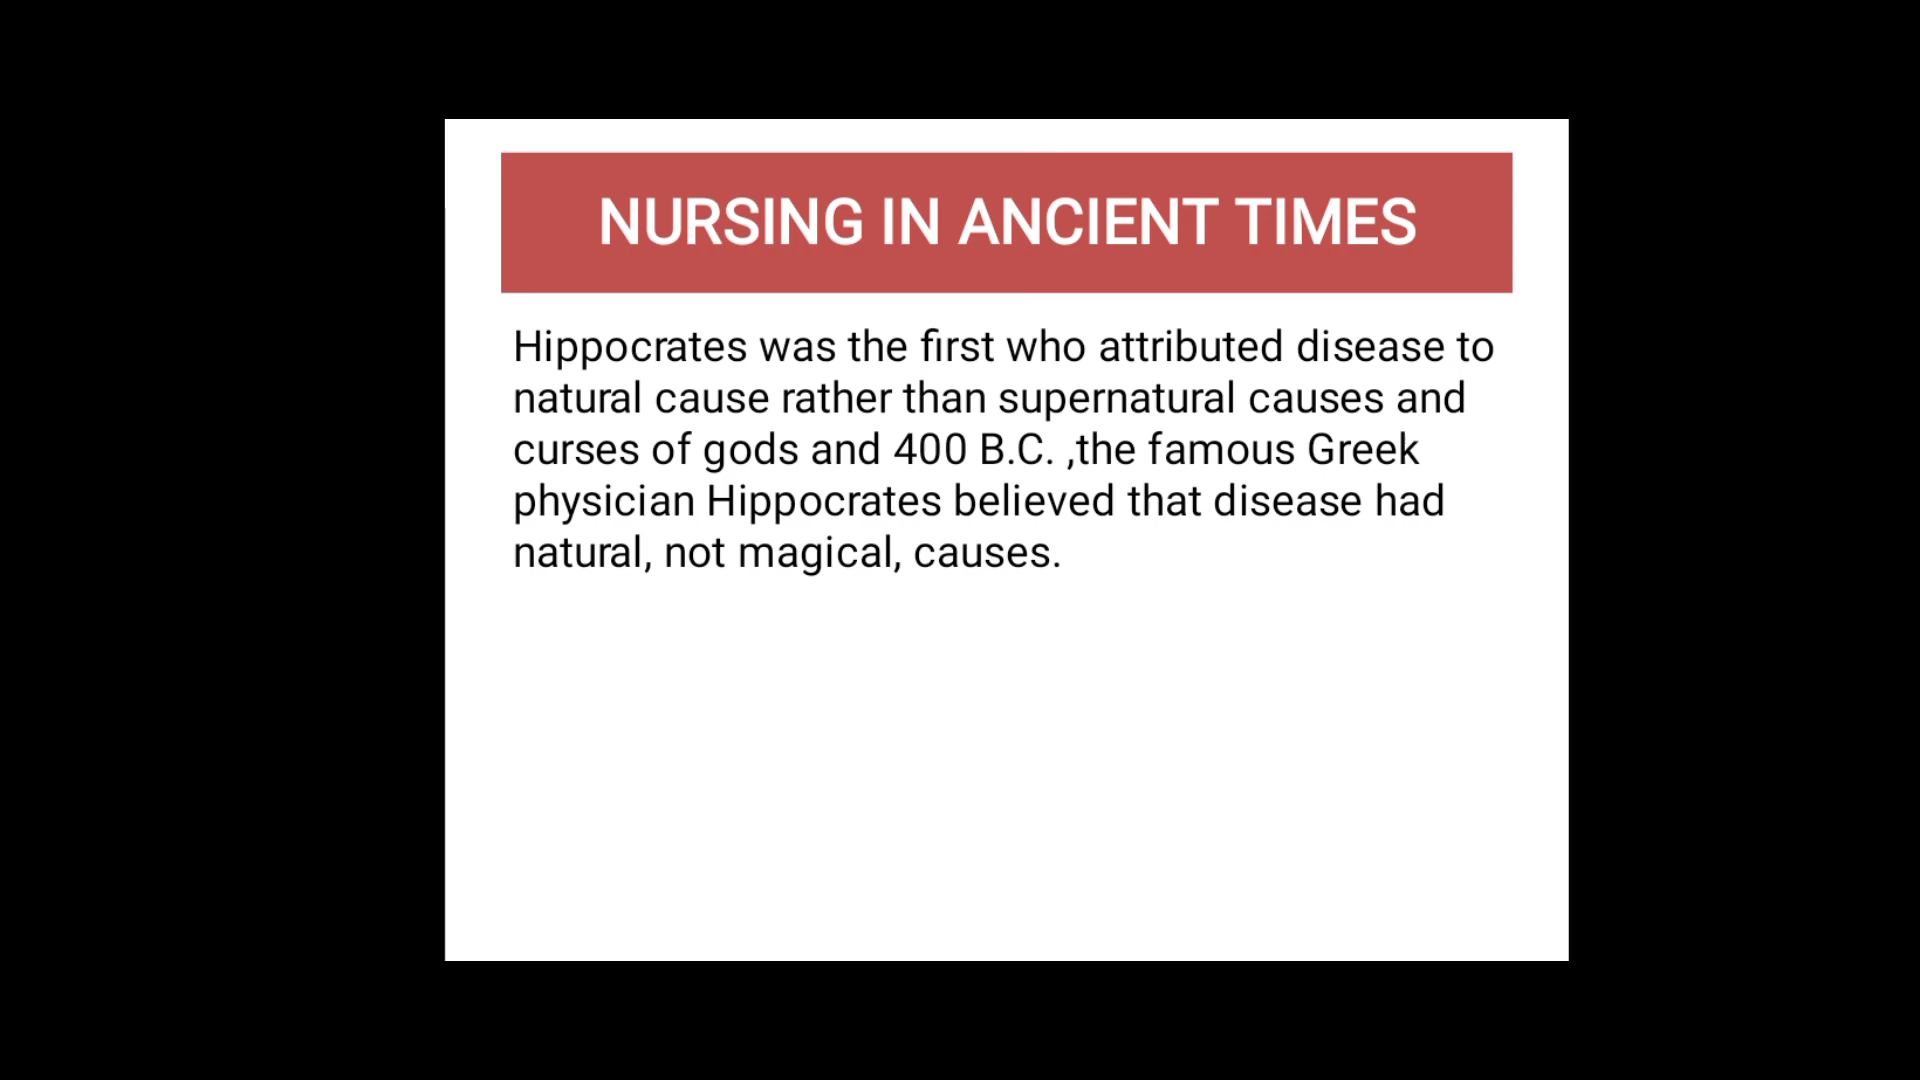 NURSING IN ANCIENT TIMES
Hippocrates was the first who attributed disease to
natural cause rather than supernatural causes and
curses of gods and 400 B.C. ,the famous Greek
physician Hippocrates believed that disease had
natural, not magical, causes.